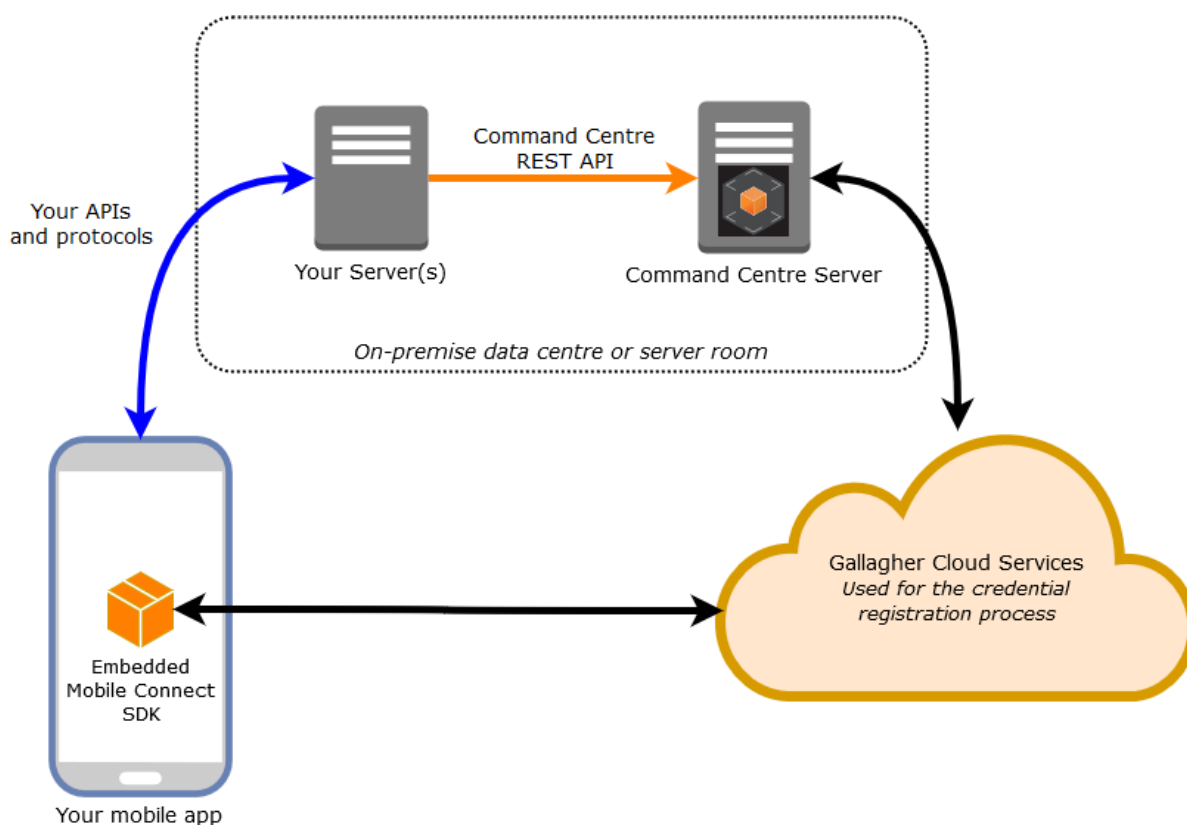 Command Centre
REST API
Your APIs
and protocols
Your Server(s)
Command Centre Server
On-premise data centre or server room
Gallagher Cloud Services
Used for the credential
registration process
Embedded
Mobile Connect
SDK
Your mobile app